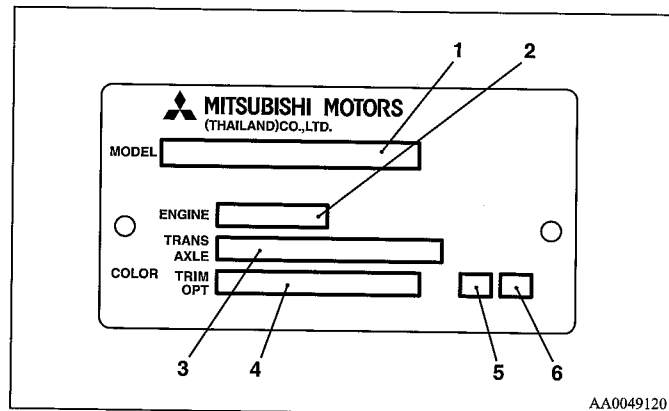 1 2
MITSUBISHI MOTORS
(THAILAND)CO.,LTD.
MODEL
ENGINE
TRANS
AXLE
COLOR TRIM
OPT
3 4 5 6
AA0049120